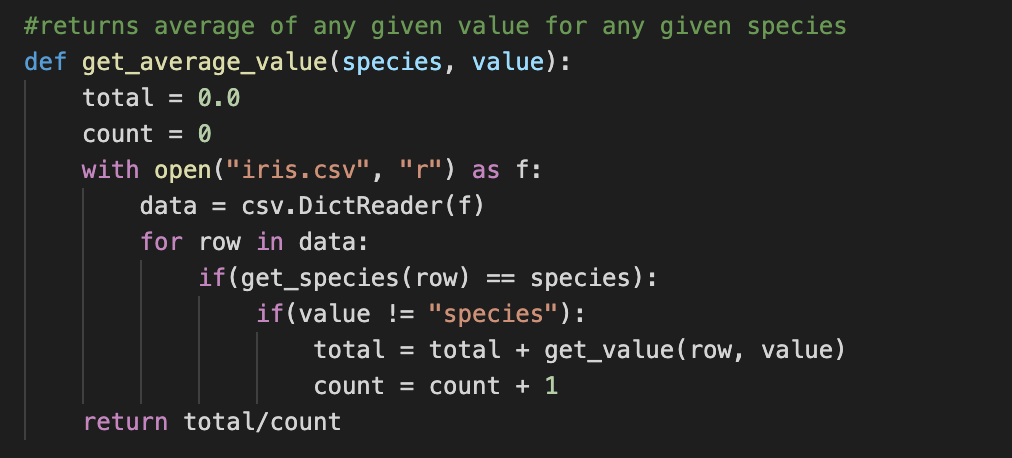 #returns average of any given value for any given species
def get_average_value(species, value):
    total = 0.0
    count = 0
    with open("iris.csv", "r") as f:
        data = csv.DictReader(f)
        for row in data:
            if(get_species(row) == species):
                if(value != "species"):
                    total = total + get_value(row, value)
                    count = count + 1
    return total/count